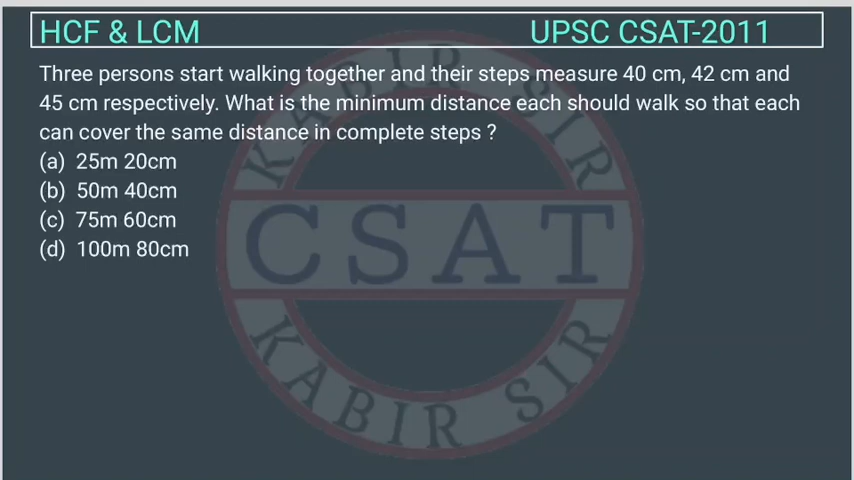 HCF & LCM UPSC CSAT-2011
Three persons start walking together and their steps measure 40 cm, 42 cm and
45 cm respectively. What is the minimum distance each should walk so that each
can cover the same distance in complete steps ?
(a) 25m 20cm
(b) 50m 40cm
(c) 75m 60cm
(d) 100m 80cm
KABIR SIR
CSAT
KABIR SIR